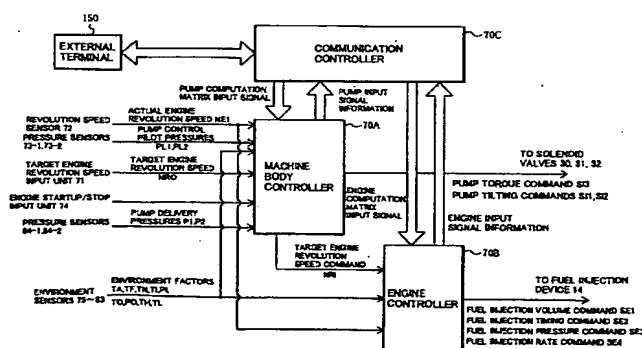 150
EXTERNAL
TERMINAL
70C
COMMUNICATION
CONTROLLER
PUMP COMPUTATION
MATRIX INPUT SIGNAL
PUMP INPUT
SIGNAL
INFORMATION
70A
REVOLUTION SPEED
SENSOR 72
ACTUAL ENGINE
REVOLUTION SPEED NE1
PRESSURE SENSORS
73-1,73-2
PUMP CONTROL
PILOT PRESSURES
PL1,PL2
TARGET ENGINE
REVOLUTION SPEED
INPUT UNIT 71
TARGET ENGINE
REVOLUTION SPEED
NRO
ENGINE STARTUP/STOP
INPUT UNIT 74
PRESSURE SENSORS
84-1,84-2
PUMP DELIVERY
PRESSURES P1,P2
MACHINE
BODY
CONTROLLER
TO SOLENOID
VALVES 30, 31, 32
PUMP TORQUE COMMAND SI3
PUMP TILTING COMMANDS SI1, SI2
ENGINE COMPUTATION
MATRIX
INPUT SIGNAL
ENGINE INPUT
SIGNAL INFORMATION
TARGET ENGINE
REVOLUTION
SPEED COMMAND
NR1
70B
ENVIRONMENT
SENSORS 75~83
ENVIRONMENT FACTORS
TO,PO,TH,TL
ENGINE
CONTROLLER
TO FUEL INJECTION
DEVICE 14
FUEL INJECTION VOLUME COMMAND SE1
FUEL INJECTION TIMING COMMAND SE2
FUEL INJECTION PRESSURE COMMAND SE3
FUEL INJECTION RATE COMMAND SE4